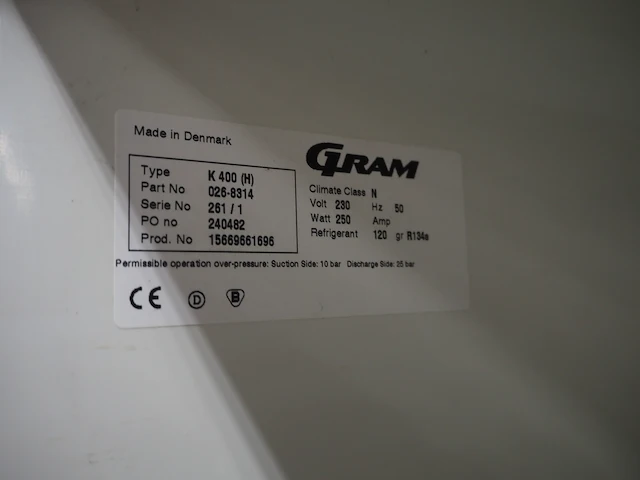 Made in Denmark
GRAM
Type K 400 (H)
Part No 026-8314
Serie No 261 / 1
PO no 240482
Prod. No 15669661696
Climate Class N
Volt 230 Hz 50
Watt 250 Amp
Refrigerant 120 gr R134a
Permissible operation over-pressure: Suction Side: 10 bar Discharge Side: 25 bar
CE D B